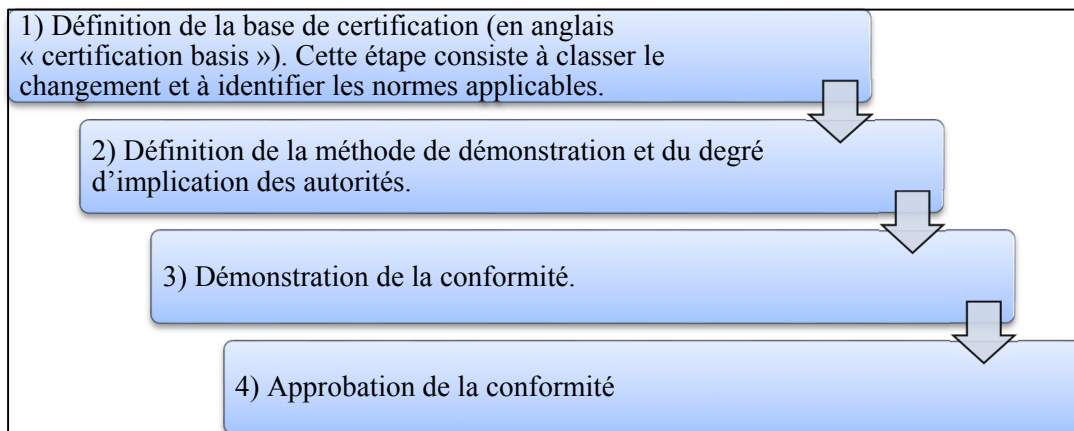 1) Définition de la base de certification (en anglais
« certification basis »). Cette étape consiste à classer le
changement et à identifier les normes applicables.
2) Définition de la méthode de démonstration et du degré
d’implication des autorités.
3) Démonstration de la conformité.
4) Approbation de la conformité